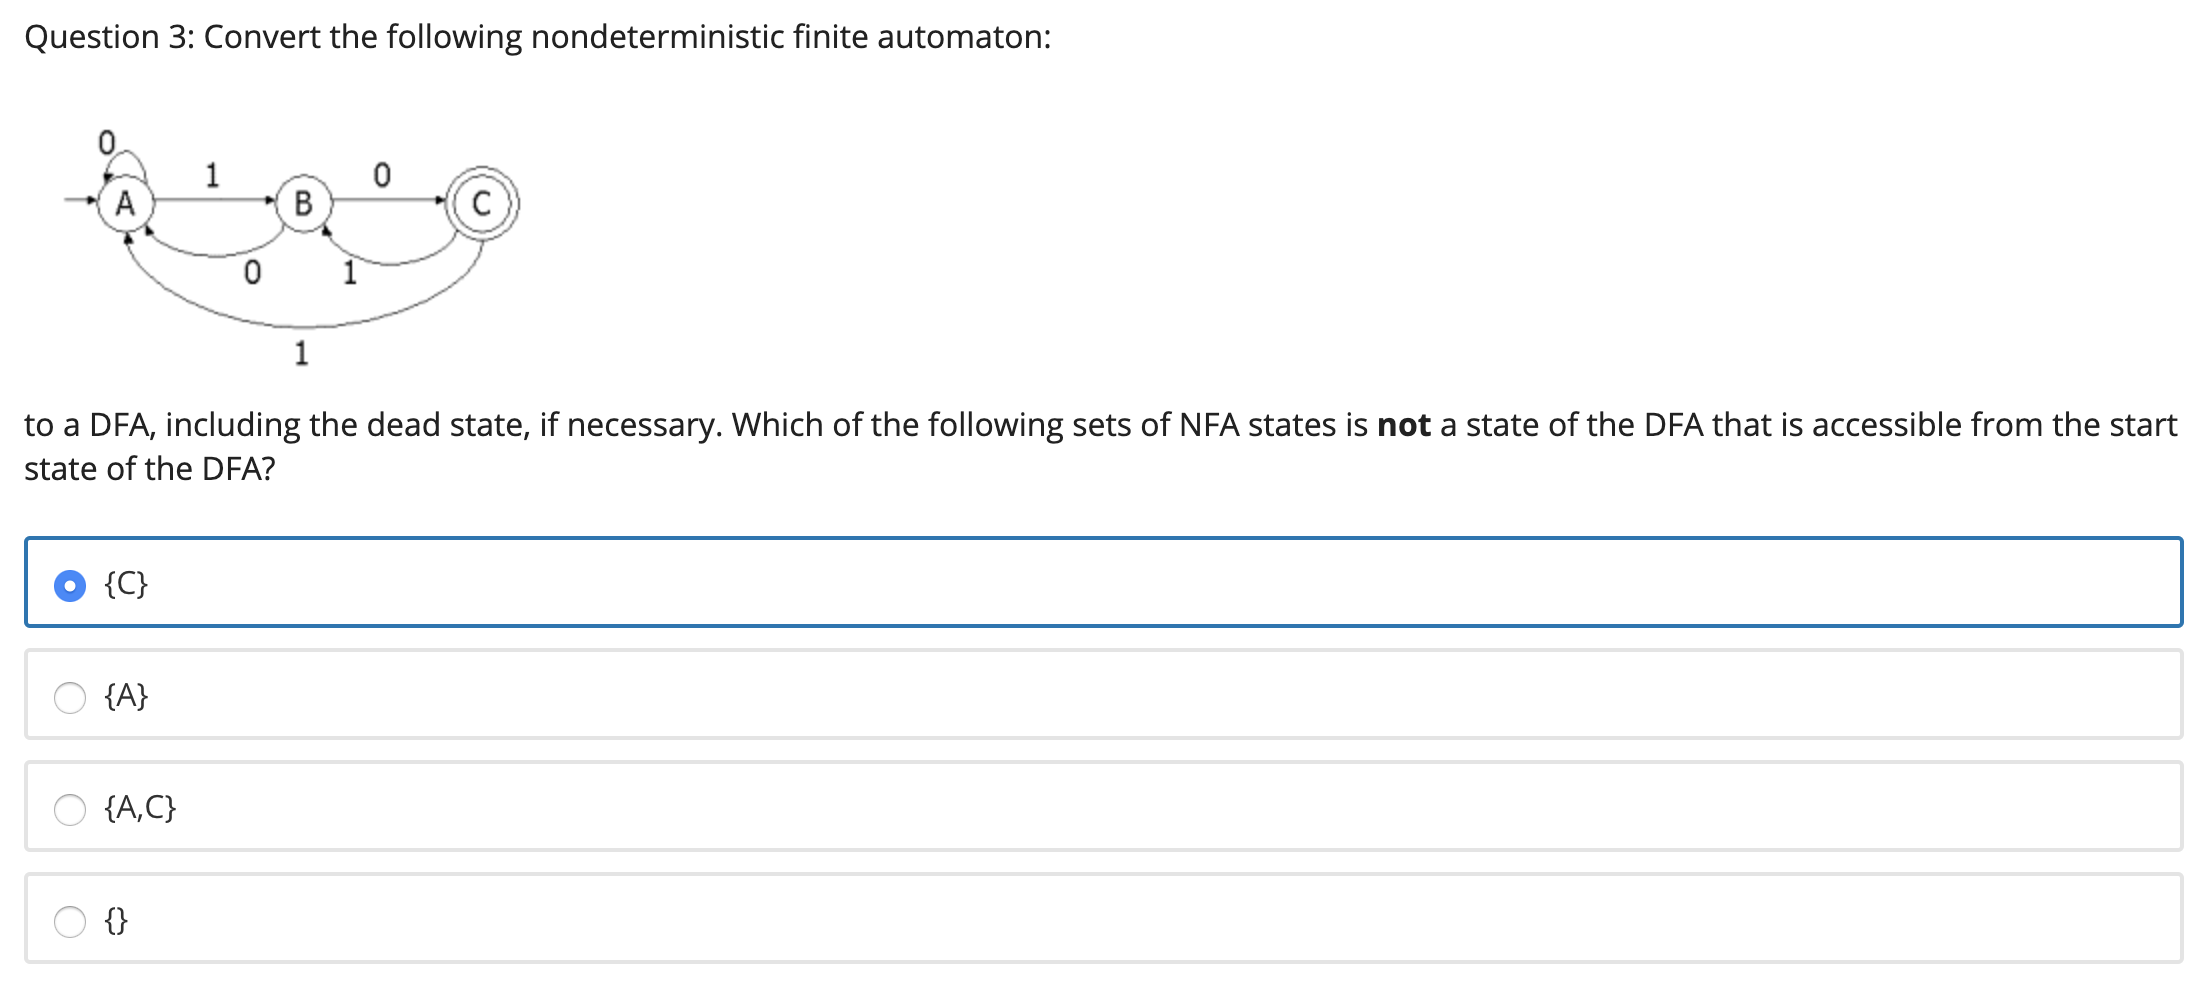 Question 3: Convert the following nondeterministic finite automaton:
0
1
0
A
B
C
0
1
1
to a DFA, including the dead state, if necessary. Which of the following sets of NFA states is not a state of the DFA that is accessible from the start
state of the DFA?
{C}
{A}
{A,C}
{}